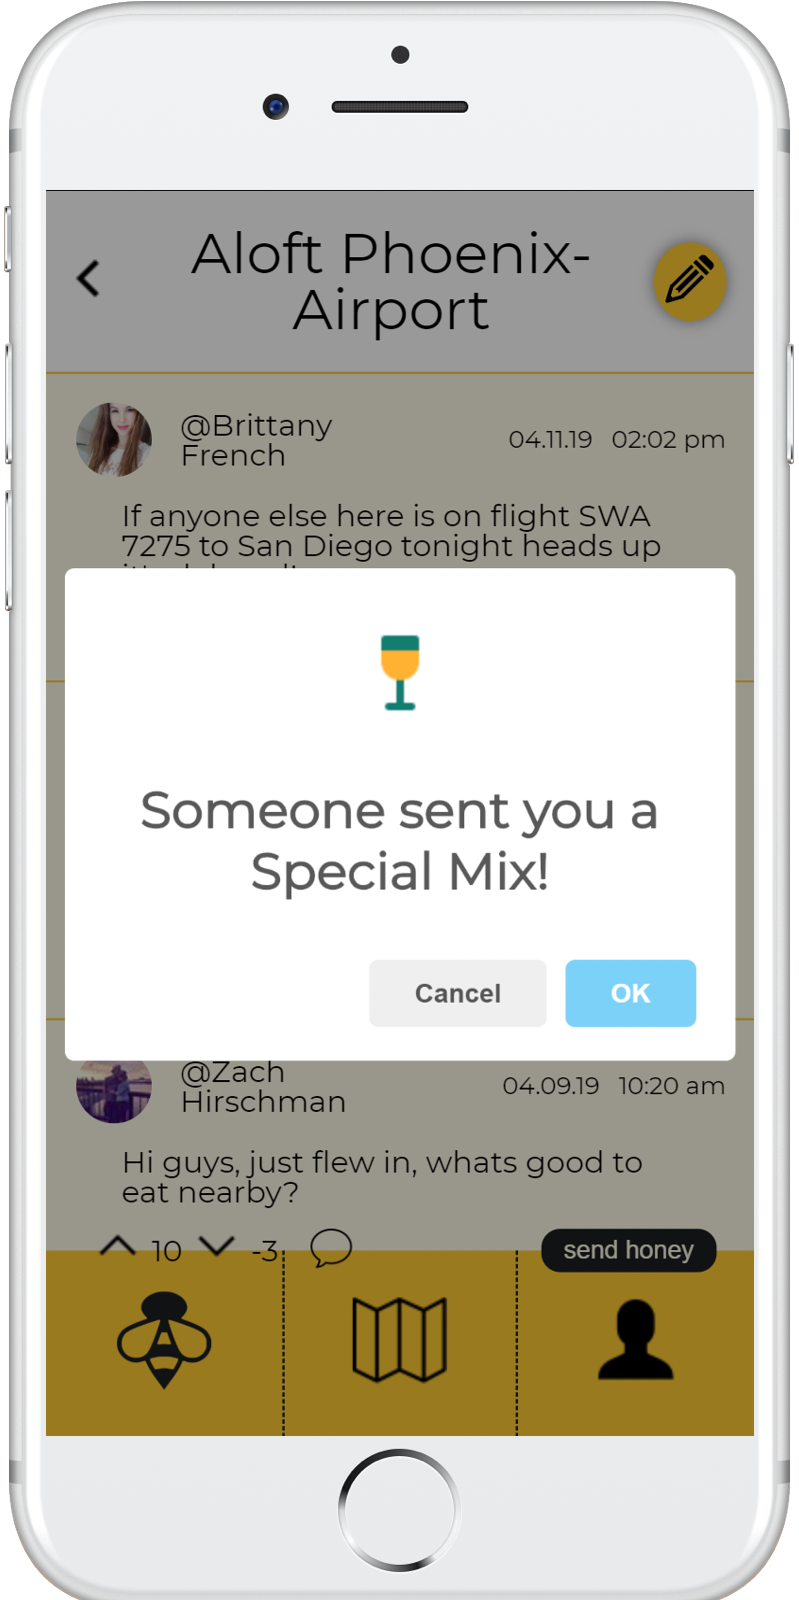 Aloft Phoenix-
Airport
@Brittany
French
04.11.19 02:02 pm
If anyone else here is on flight SWA
7275 to San Diego tonight heads up
Someone sent you a
Special Mix!
Cancel
OK
@Zach
Hirschman
04.09.19 10:20 am
Hi guys, just flew in, whats good to
eat nearby?
10
-3
send honey